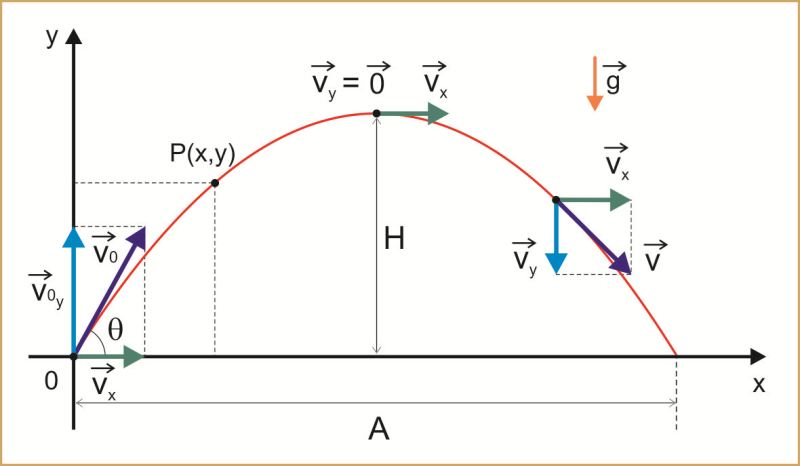 y
v⃗y = 0⃗
v⃗x
g⃗
P(x,y)
v⃗x
v⃗0
H
v⃗y
v⃗
v⃗0y
θ
0
v⃗x
x
A